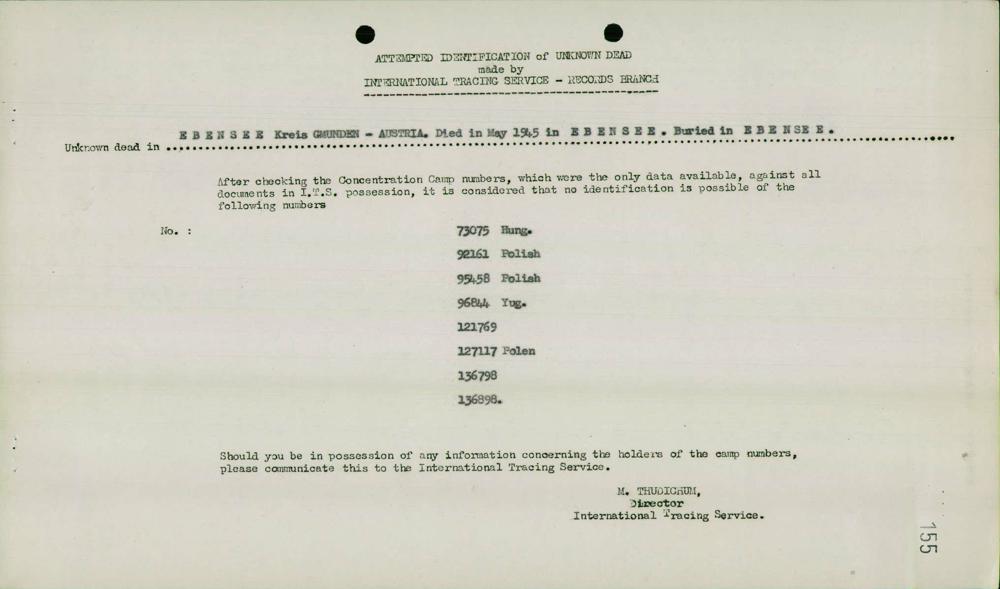 ATTEMPTED IDENTIFICATION of UNKNOWN DEAD
made by
INTERNATIONAL TRACING SERVICE - RECORDS BRANCH
Unknown dead in E B E N S E E Kreis GMUNDEN - AUSTRIA. Died in May 1945 in E B E N S E E . Buried in E B E N S E E .
After checking the Concentration Camp numbers, which were the only data available, against all
documents in I.T.S. possession, it is considered that no identification is possible of the
following numbers
No. : 73075 Hung.
92161 Polish
95458 Polish
96844 Yug.
121769
127117 Polen
136798
136898.
Should you be in possession of any information concerning the holders of the camp numbers,
please communicate this to the International Tracing Service.
M. THUDICHUM,
Director
International Tracing Service.
155